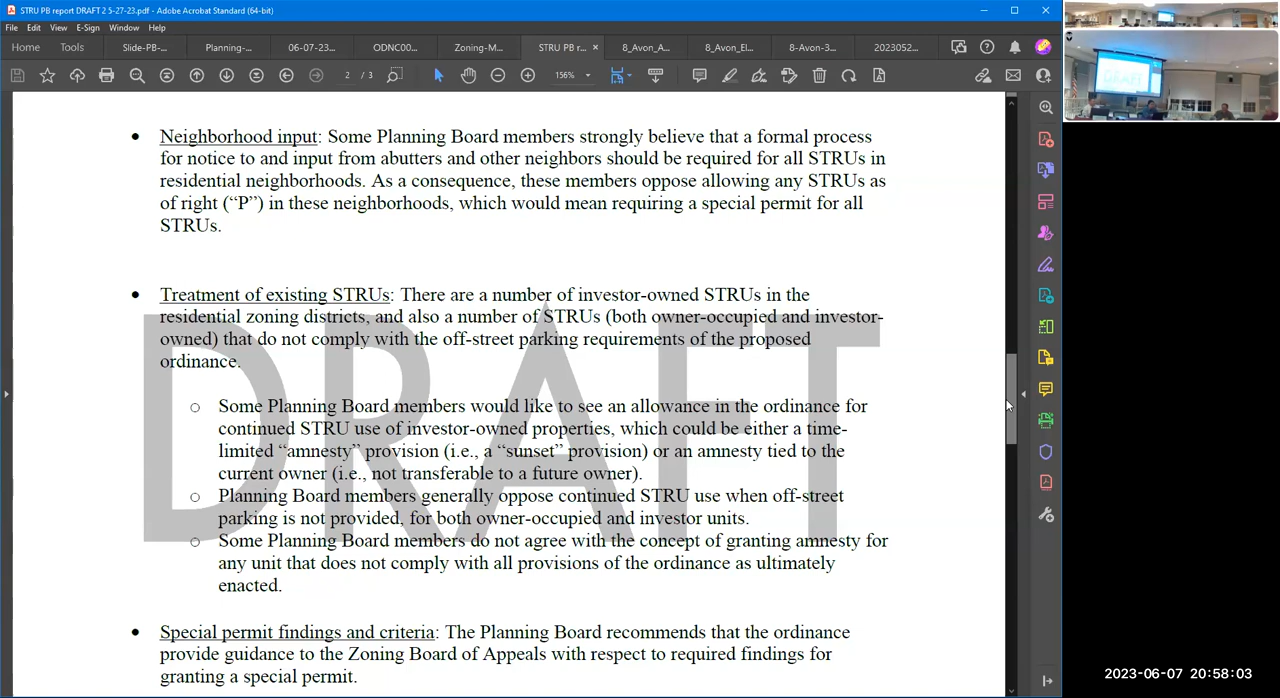 STRU PB report DRAFT 2 5-27-23.pdf - Adobe Acrobat Standard (64-bit)
File Edit View E-Sign Window Help
Home Tools Slide-PB-... Planning-... 06-07-23... ODNC00... Zoning-M... STRU PB r... × 8_Avon_A... 8_Avon_El... 8-Avon-3... 2023052...
2 / 3 156%
• Neighborhood input: Some Planning Board members strongly believe that a formal process
for notice to and input from abutters and other neighbors should be required for all STRUs in
residential neighborhoods. As a consequence, these members oppose allowing any STRUs as
of right (“P”) in these neighborhoods, which would mean requiring a special permit for all
STRUs.
• Treatment of existing STRUs: There are a number of investor-owned STRUs in the
residential zoning districts, and also a number of STRUs (both owner-occupied and investor-
owned) that do not comply with the off-street parking requirements of the proposed
ordinance.
○ Some Planning Board members would like to see an allowance in the ordinance for
continued STRU use of investor-owned properties, which could be either a time-
limited “amnesty” provision (i.e., a “sunset” provision) or an amnesty tied to the
current owner (i.e., not transferable to a future owner).
○ Planning Board members generally oppose continued STRU use when off-street
parking is not provided, for both owner-occupied and investor units.
○ Some Planning Board members do not agree with the concept of granting amnesty for
any unit that does not comply with all provisions of the ordinance as ultimately
enacted.
• Special permit findings and criteria: The Planning Board recommends that the ordinance
provide guidance to the Zoning Board of Appeals with respect to required findings for
granting a special permit.
DRAFT
2023-06-07 20:58:03